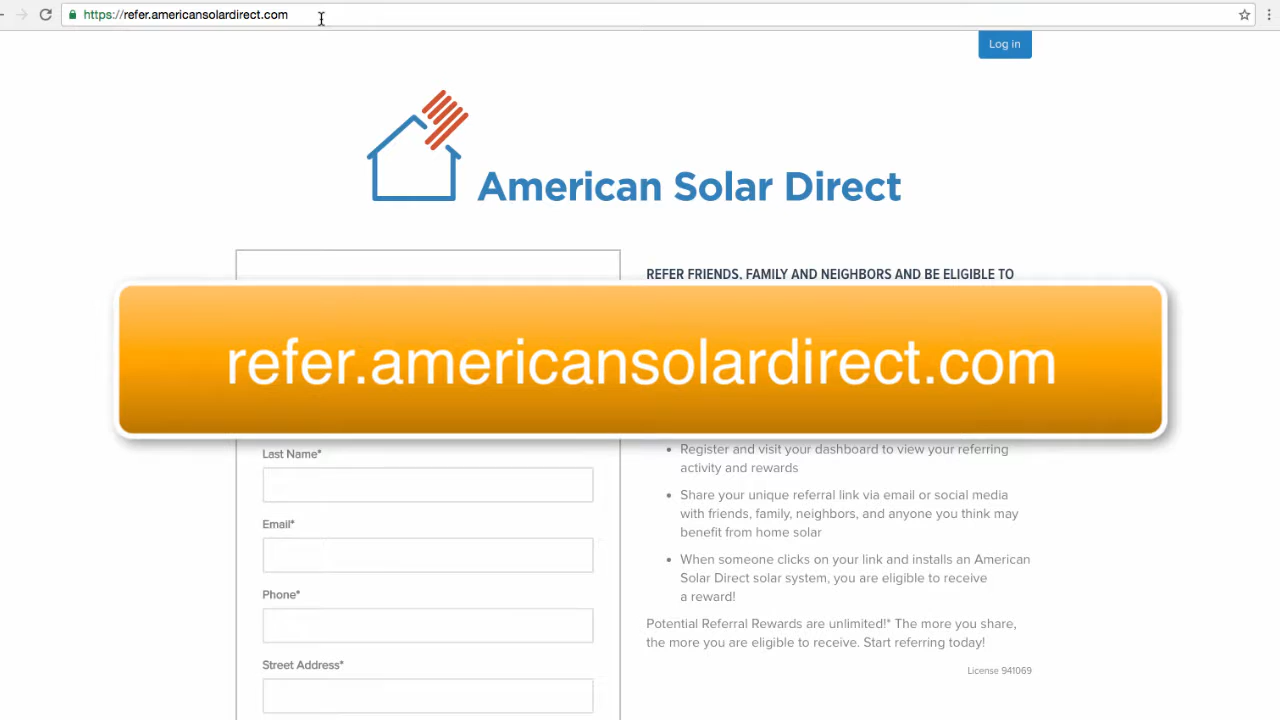 https://refer.americansolardirect.com
Log in
American Solar Direct
REFER FRIENDS, FAMILY AND NEIGHBORS AND BE ELIGIBLE TO
refer.americansolardirect.com
Last Name*
Email*
Phone*
Street Address*
Register and visit your dashboard to view your referring
activity and rewards
Share your unique referral link via email or social media
with friends, family, neighbors, and anyone you think may
benefit from home solar
When someone clicks on your link and installs an American
Solar Direct solar system, you are eligible to receive
a reward!
Potential Referral Rewards are unlimited!* The more you share,
the more you are eligible to receive. Start referring today!
License 941069